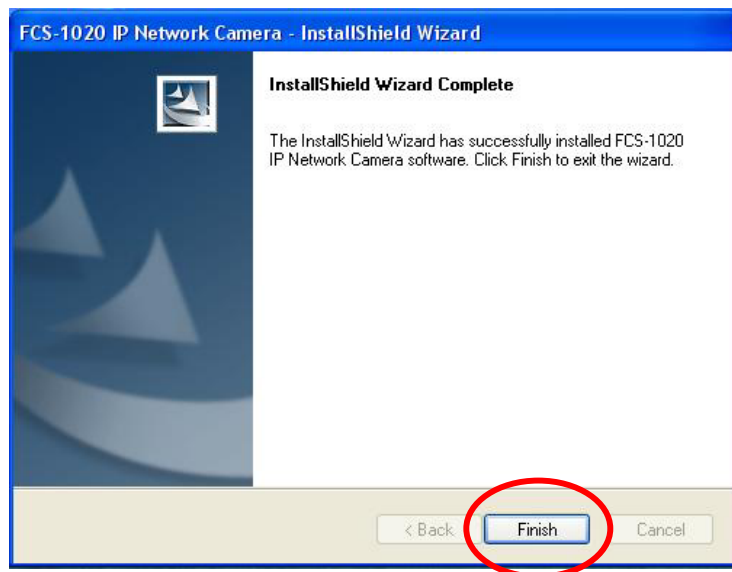 FCS-1020 IP Network Camera - InstallShield Wizard
InstallShield Wizard Complete
The InstallShield Wizard has successfully installed FCS-1020
IP Network Camera software. Click Finish to exit the wizard.
< Back Finish Cancel